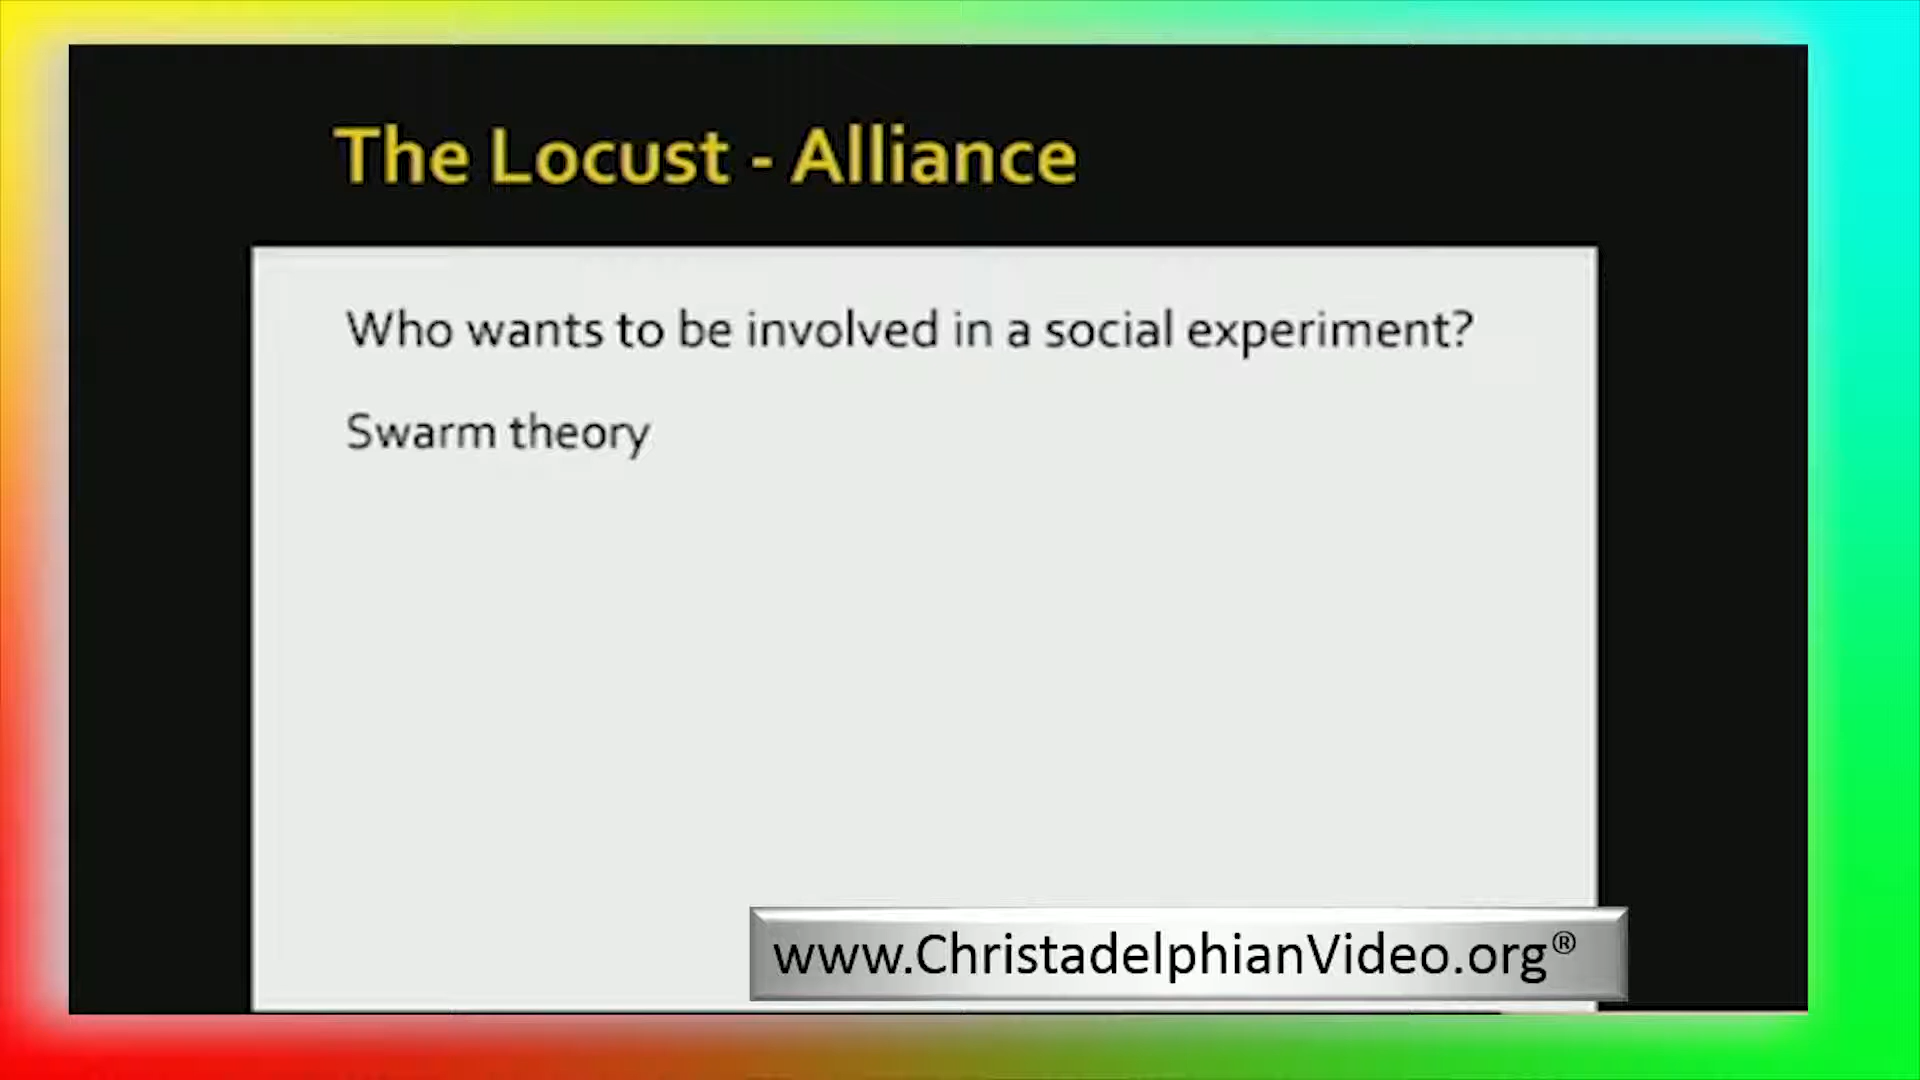 The Locust - Alliance
Who wants to be involved in a social experiment?
Swarm theory
www.ChristadelphianVideo.org®